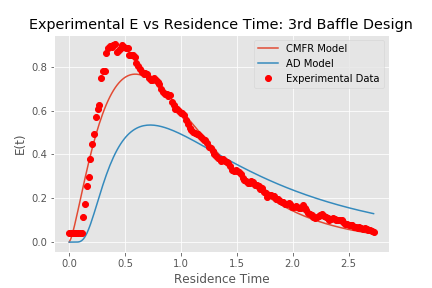 Experimental E vs Residence Time: 3rd Baffle Design
CMFR Model
AD Model
Experimental Data
E(t)
0.8
0.6
0.4
0.2
0.0
0.0 0.5 1.0 1.5 2.0 2.5
Residence Time